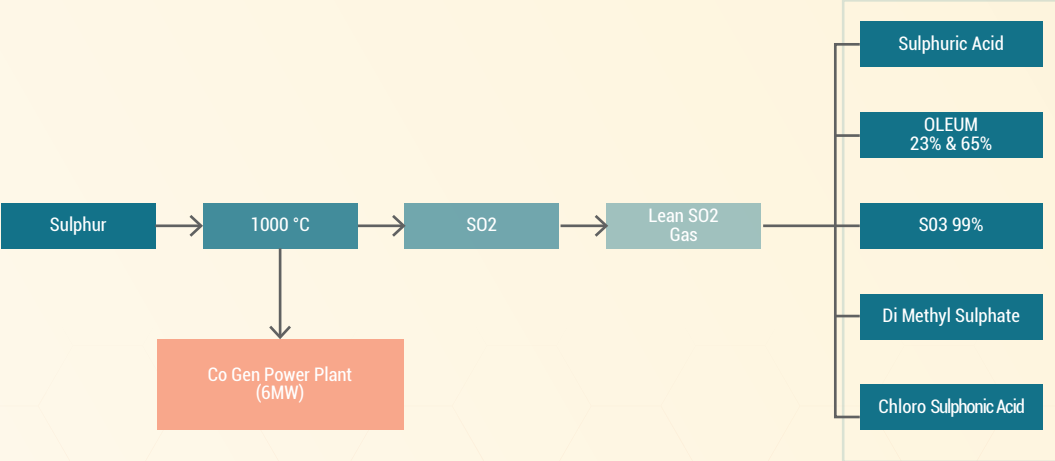 Sulphuric Acid
OLEUM
23% & 65%
Sulphur
1000 °C
SO2
Lean SO2
Gas
S03 99%
Di Methyl Sulphate
Co Gen Power Plant
(6MW)
Chloro Sulphonic Acid